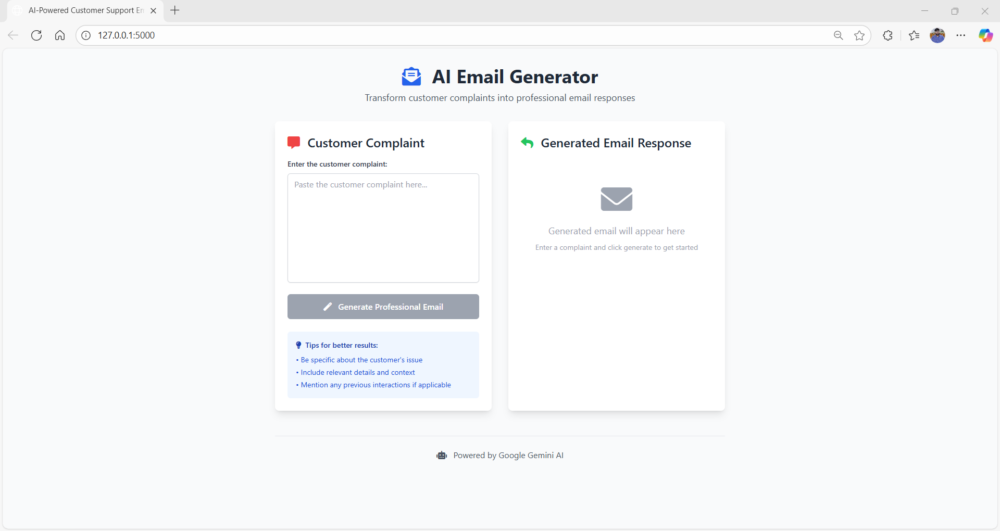 AI-Powered Customer Support Em
127.0.0.1:5000
AI Email Generator
Transform customer complaints into professional email responses
Customer Complaint
Enter the customer complaint:
Paste the customer complaint here...
Generate Professional Email
Tips for better results:
• Be specific about the customer's issue
• Include relevant details and context
• Mention any previous interactions if applicable
Generated Email Response
Generated email will appear here
Enter a complaint and click generate to get started
Powered by Google Gemini AI